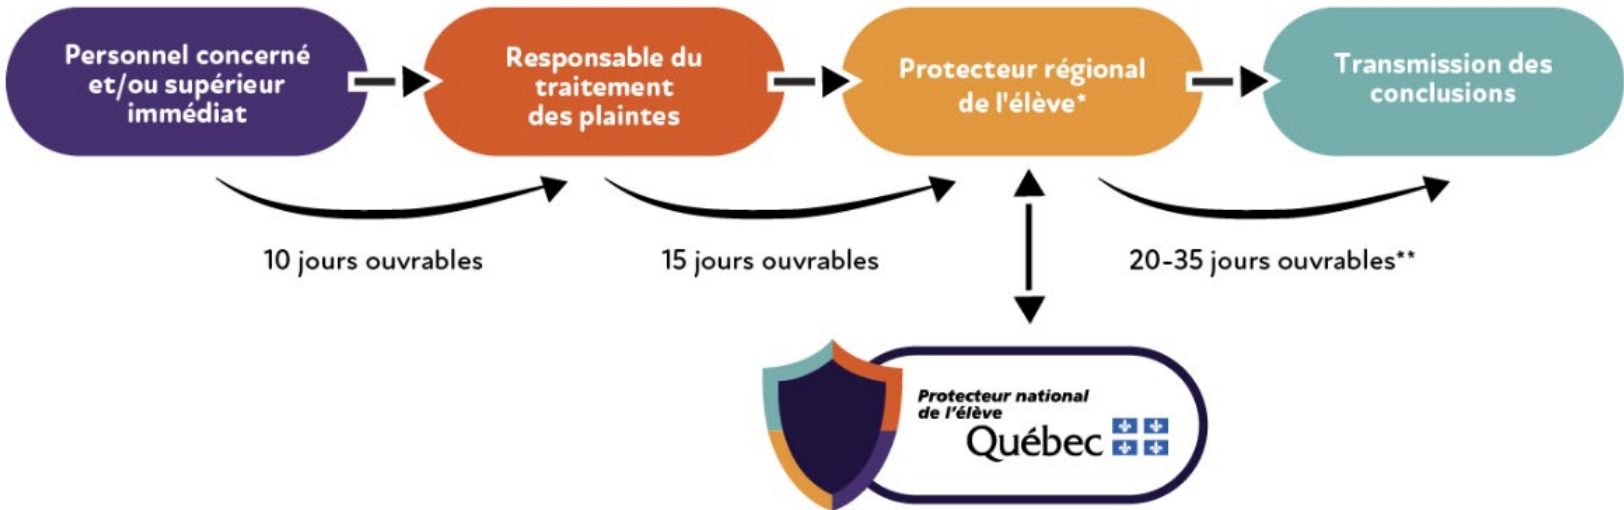 Personnel concerné
et/ou supérieur
immédiat
Responsable du
traitement
des plaintes
Protecteur régional
de l'élève*
Transmission des
conclusions
10 jours ouvrables
15 jours ouvrables
20-35 jours ouvrables**
Protecteur national
de l'élève
Québec